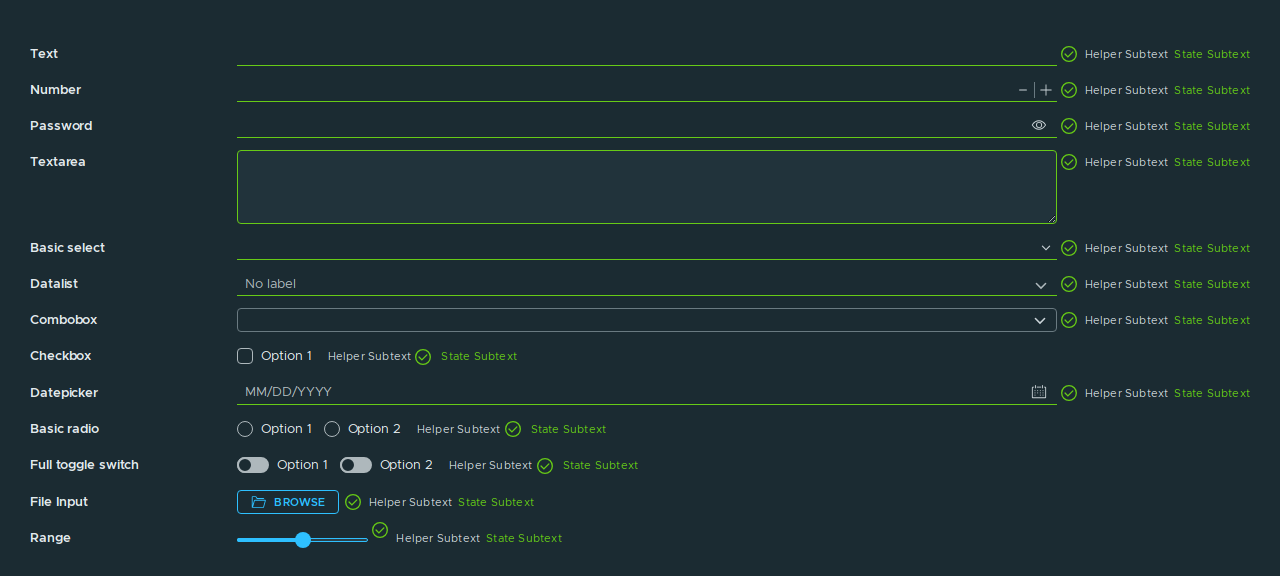 Text Helper Subtext State Subtext
Number Helper Subtext State Subtext
Password Helper Subtext State Subtext
Textarea Helper Subtext State Subtext
Basic select Helper Subtext State Subtext
Datalist No label Helper Subtext State Subtext
Combobox Helper Subtext State Subtext
Checkbox Option 1 Helper Subtext State Subtext
Datepicker MM/DD/YYYY Helper Subtext State Subtext
Basic radio Option 1 Option 2 Helper Subtext State Subtext
Full toggle switch Option 1 Option 2 Helper Subtext State Subtext
File Input BROWSE Helper Subtext State Subtext
Range Helper Subtext State Subtext